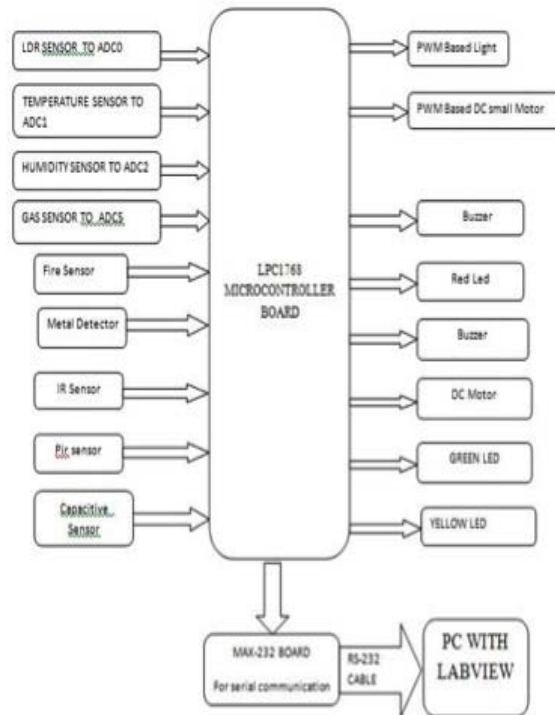 LDR SENSOR TO ADC0
TEMPERATURE SENSOR TO
ADC1
HUMIDITY SENSOR TO ADC2
GAS SENSOR TO ADC5
Fire Sensor
Metal Detector
IR Sensor
Pir sensor
Capacitive
Sensor
LPC1768
MICROCONTROLLER
BOARD
PWM Based Light
PWM Based DC small Motor
Buzzer
Red Led
Buzzer
DC Motor
GREEN LED
YELLOW LED
MAX-232 BOARD
For serial communication
RS-232
CABLE
PC WITH
LABVIEW